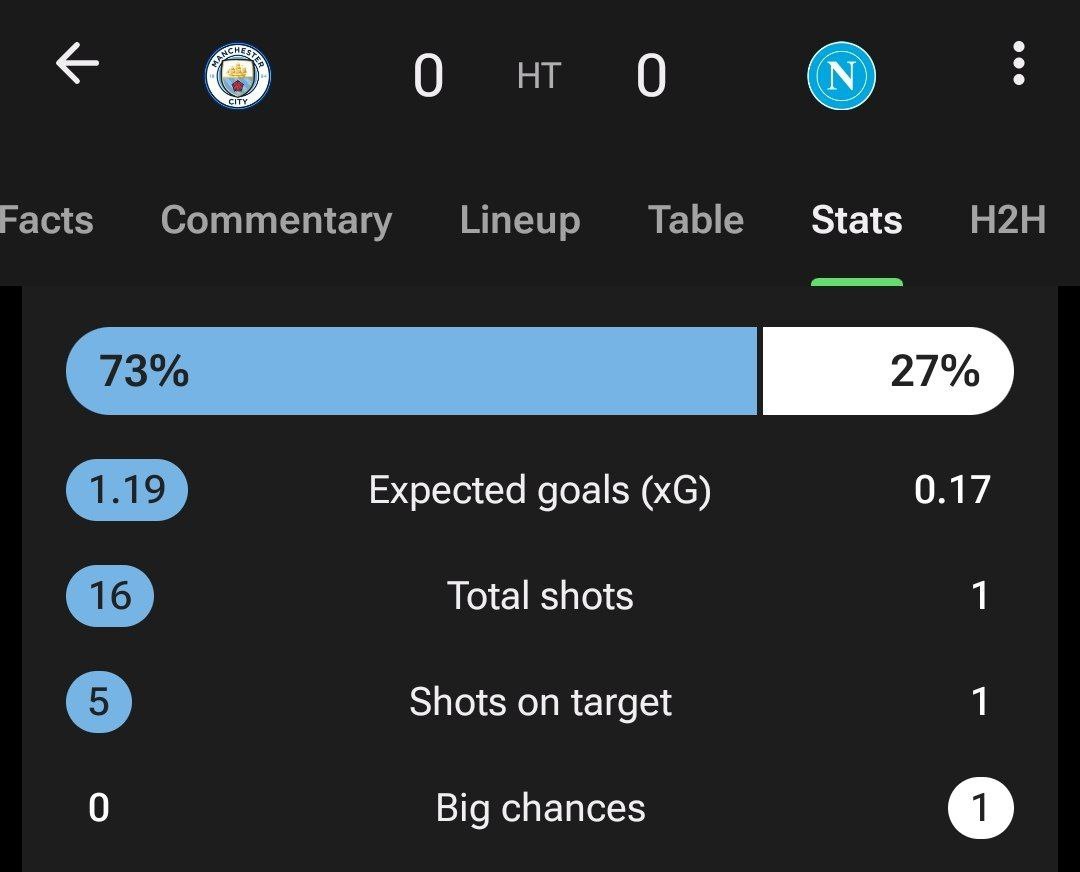 MANCHESTER
CITY
0 HT 0
N
Facts Commentary Lineup Table Stats H2H
73% 27%
1.19 Expected goals (xG) 0.17
16 Total shots 1
5 Shots on target 1
0 Big chances 1